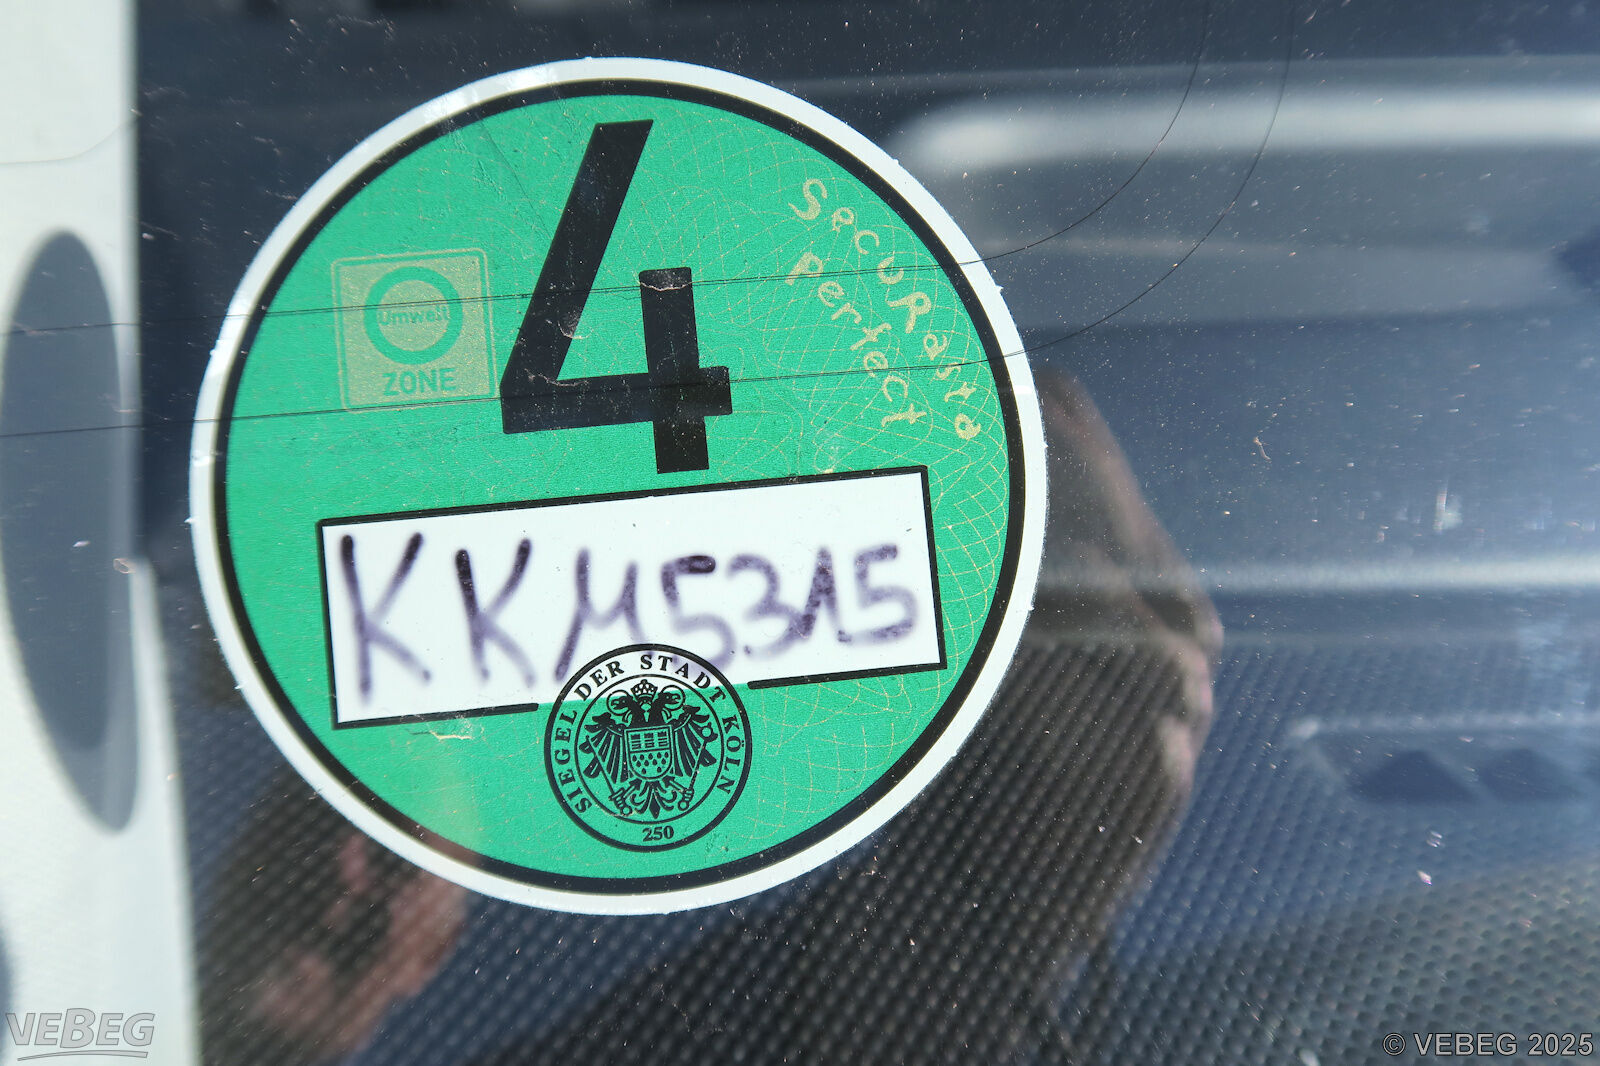 4
Umwelt
ZONE
SecuRasta
Perfect
KKM5315
SIEGEL DER STADT KÖLN
250
VEBEG
© VEBEG 2025